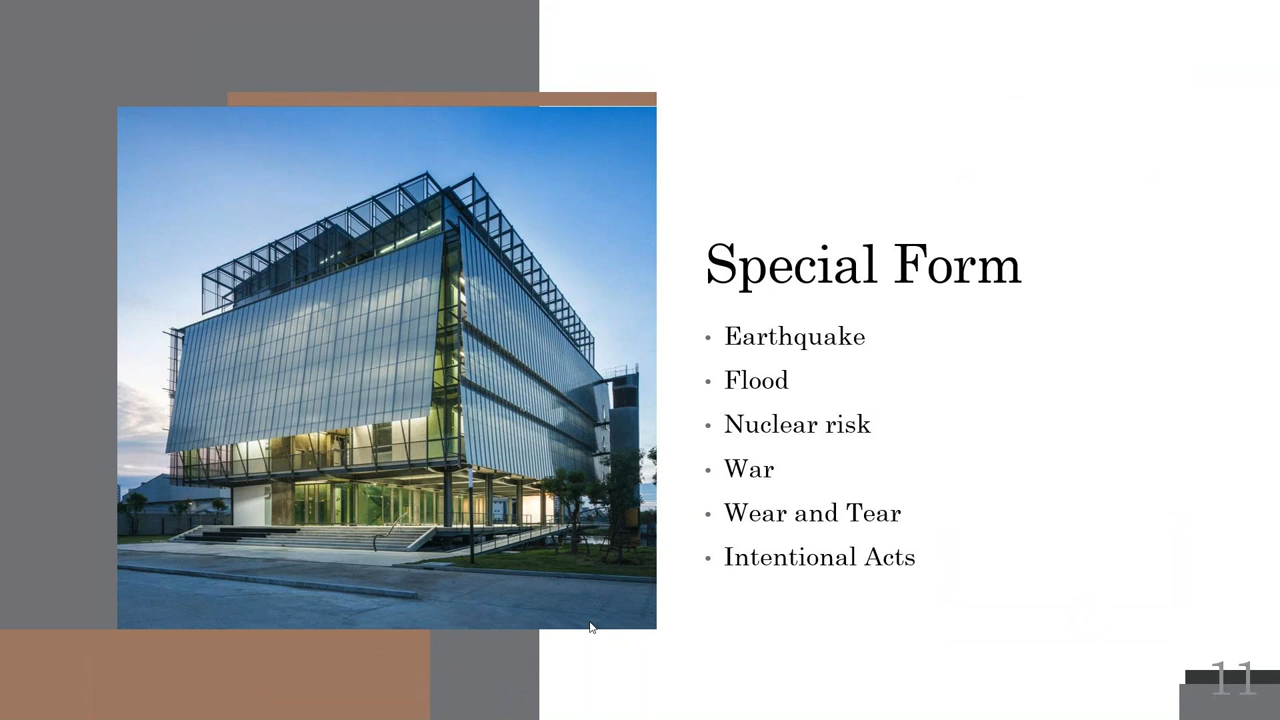 Special Form
• Earthquake
• Flood
• Nuclear risk
• War
• Wear and Tear
• Intentional Acts
11